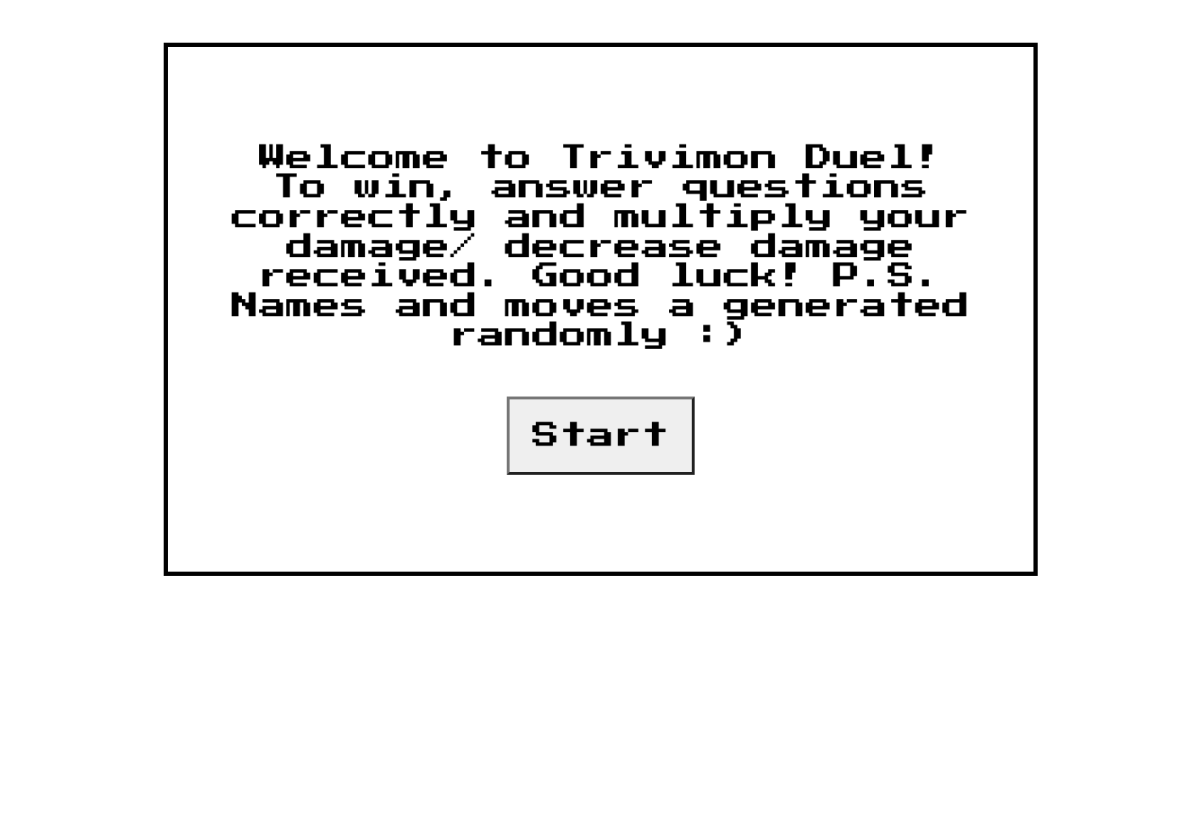 Welcome to Trivimon Duel!
To win, answer questions
correctly and multiply your
damage/ decrease damage
received. Good luck! P.S.
Names and moves a generated
randomly :)
Start